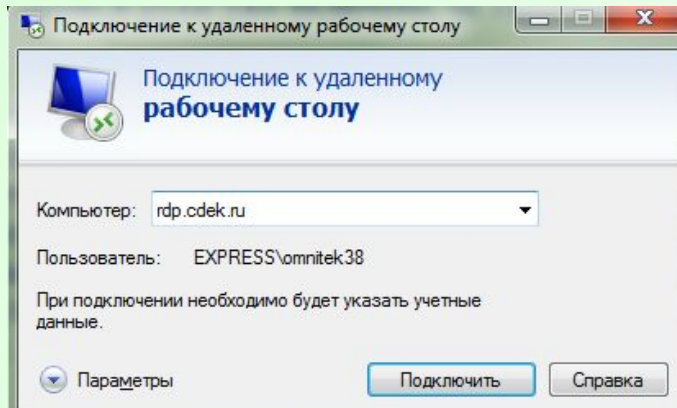 Подключение к удаленному рабочему столу
Подключение к удаленному
рабочему столу
Компьютер: rdp.cdek.ru
Пользователь: EXPRESS\omnitek38
При подключении необходимо будет указать учетные
данные.
Параметры Подключить Справка